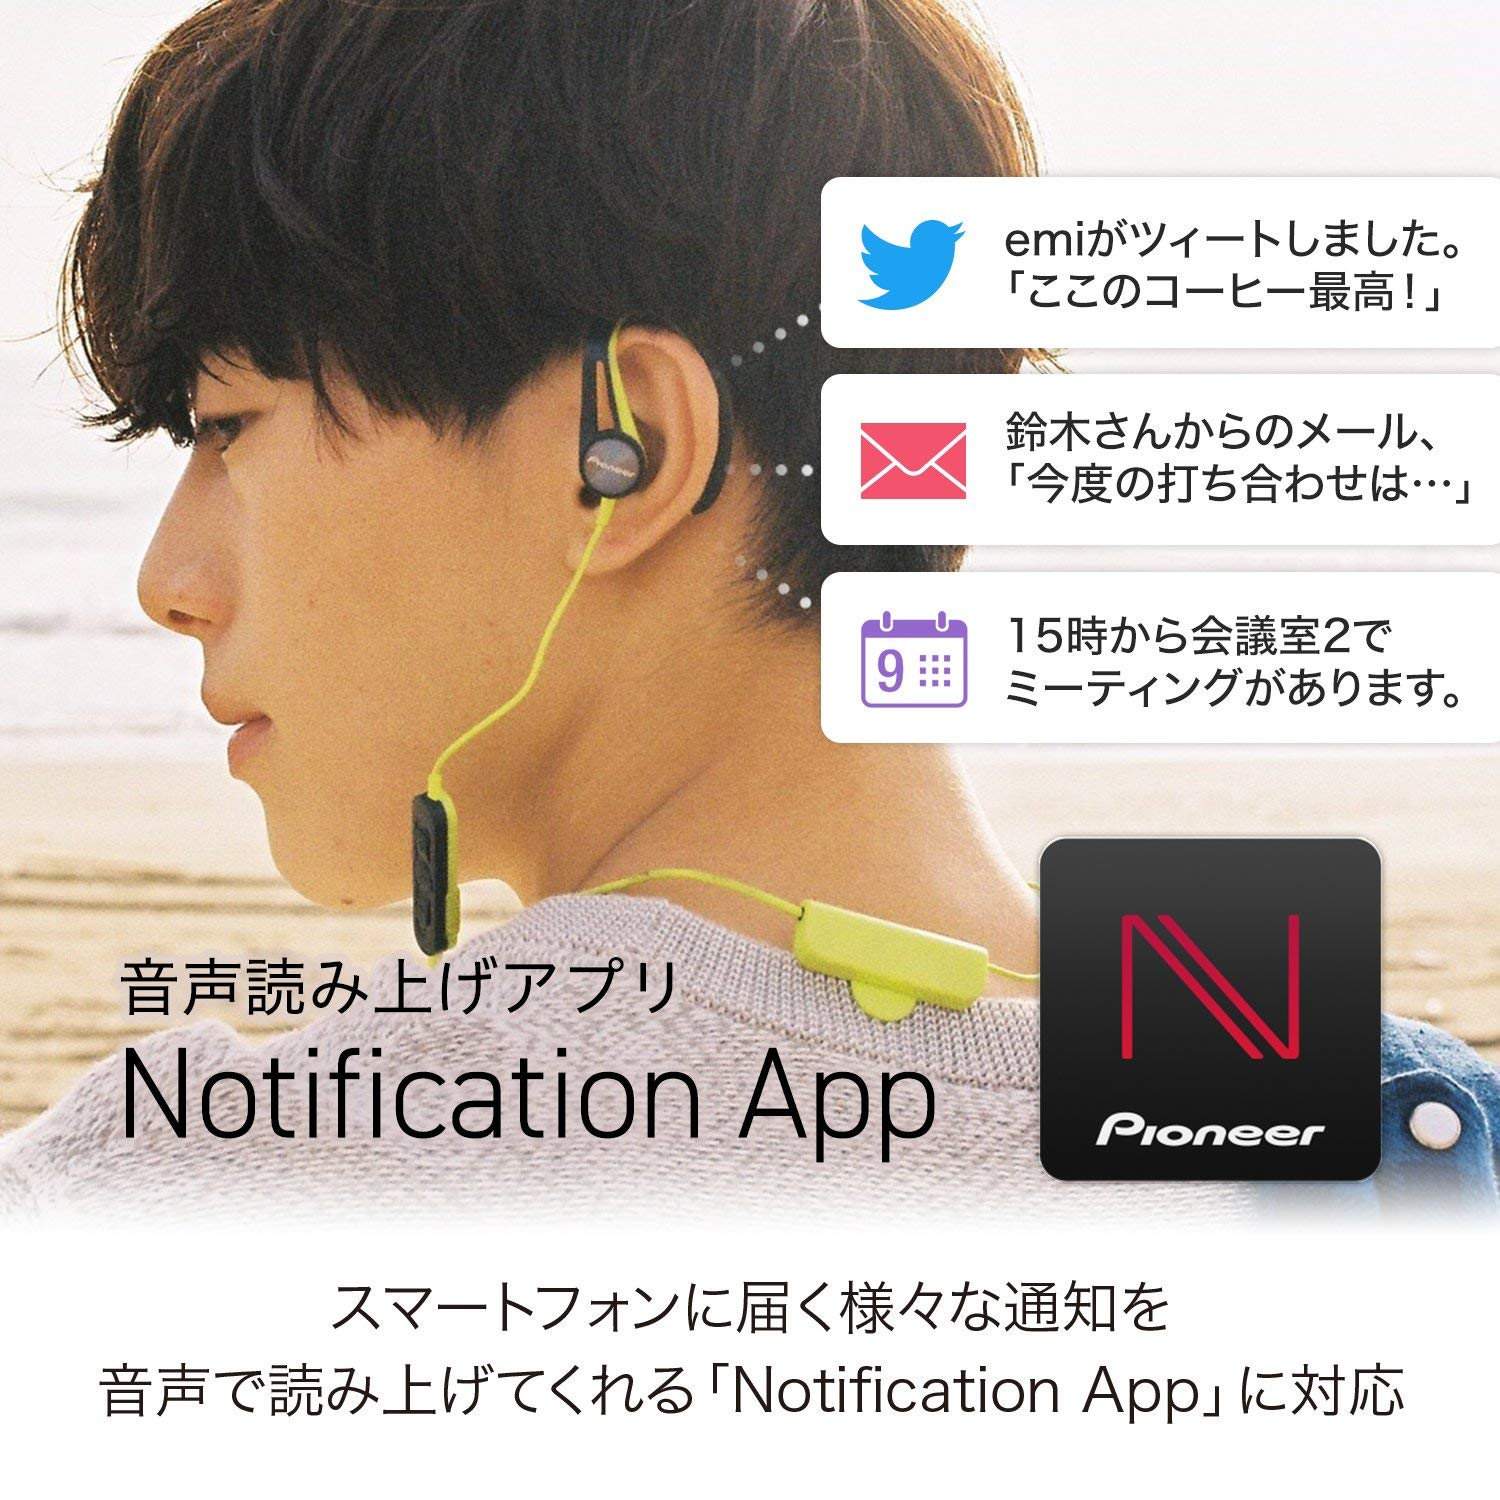 emiがツィートしました。
「ここのコーヒー最高！」
鈴木さんからのメール、
「今度の打ち合わせは…」
9
15時から会議室2で
ミーティングがあります。
Pioneer
音声読み上げアプリ
Notification App
N
Pioneer
スマートフォンに届く様々な通知を
音声で読み上げてくれる「Notification App」に対応